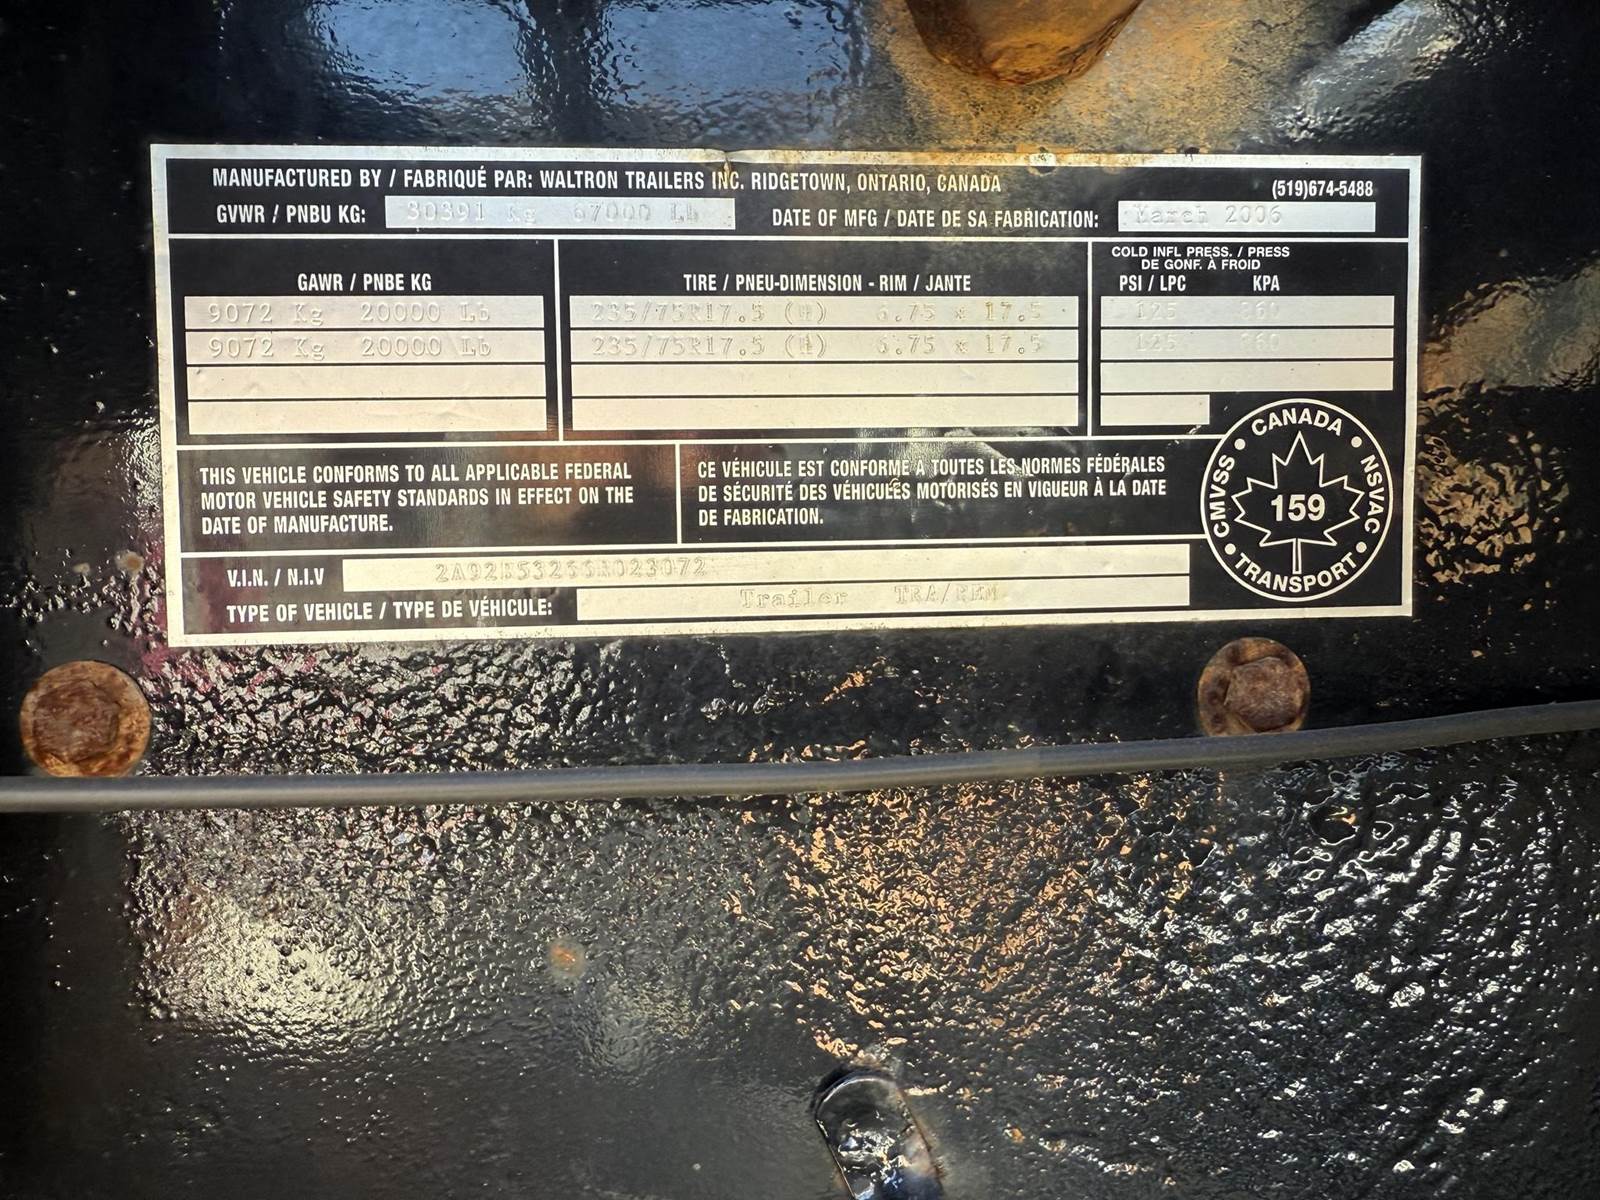 MANUFACTURED BY / FABRIQUÉ PAR: WALTRON TRAILERS INC. RIDGETOWN, ONTARIO, CANADA (519)674-5488
GVWR / PNBU KG: 30391 Kg 67000 Lb DATE OF MFG / DATE DE SA FABRICATION: March 2006
COLD INFL PRESS. / PRESS
DE GONF. À FROID
GAWR / PNBE KG TIRE / PNEU-DIMENSION - RIM / JANTE PSI / LPC KPA
9072 Kg 20000 Lb 235/75R17.5 (H) 6.75 x 17.5 125 860
9072 Kg 20000 Lb 235/75R17.5 (H) 6.75 x 17.5 125 860
THIS VEHICLE CONFORMS TO ALL APPLICABLE FEDERAL
MOTOR VEHICLE SAFETY STANDARDS IN EFFECT ON THE
DATE OF MANUFACTURE.
CE VÉHICULE EST CONFORME A TOUTES LES NORMES FÉDÉRALES
DE SÉCURITÉ DES VÉHICULES MOTORISÉS EN VIGUEUR À LA DATE
DE FABRICATION.
CANADA
CMVSS 159 NSVAC
TRANSPORT
V.I.N. / N.I.V
TYPE OF VEHICLE / TYPE DE VÉHICULE: Trailer TRA/REM